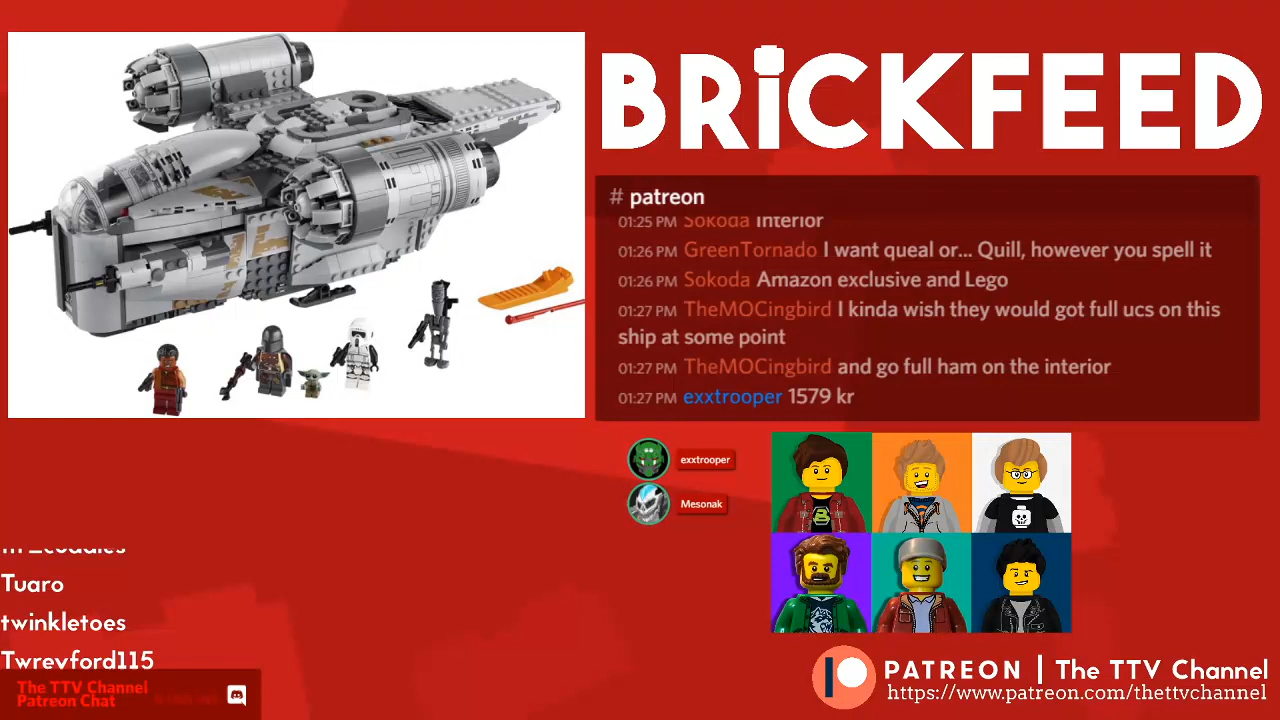 BRiCKFEED
# patreon
01:25 PM Sokoda Interior
01:26 PM GreenTornado I want queal or... Quill, however you spell it
01:26 PM Sokoda Amazon exclusive and Lego
01:27 PM TheMOCingbird I kinda wish they would got full ucs on this
ship at some point
01:27 PM TheMOCingbird and go full ham on the interior
01:27 PM exxtrooper 1579 kr
exxtrooper
Mesonak
Tuaro
twinkletoes
Twrevford115
The TTV Channel
Patreon Chat
PATREON | The TTV Channel
https://www.patreon.com/thettvchannel